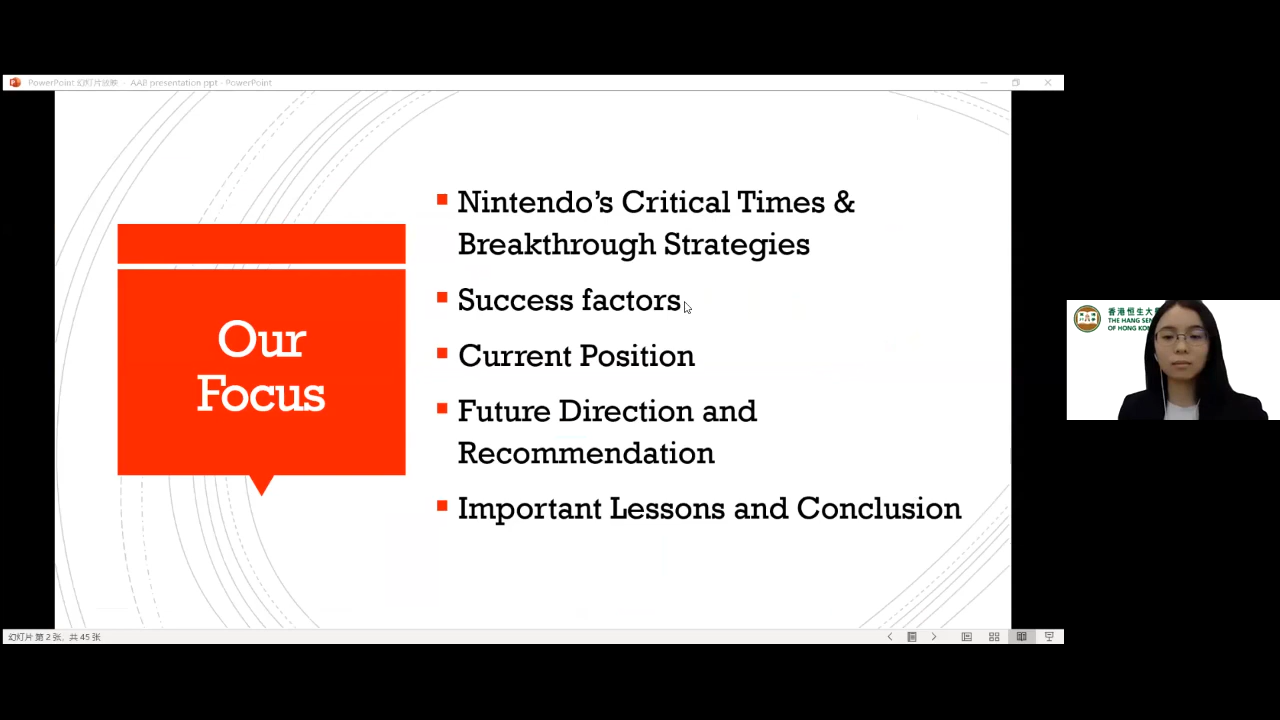 PowerPoint 幻灯片放映 - AAB presentation ppt - PowerPoint
Nintendo's Critical Times &
Breakthrough Strategies
Success factors
Current Position
Future Direction and
Recommendation
Important Lessons and Conclusion
Our
Focus
香港恒生大
THE HANG SEN
OF HONG KON
幻灯片 第 2 张，共 45 张